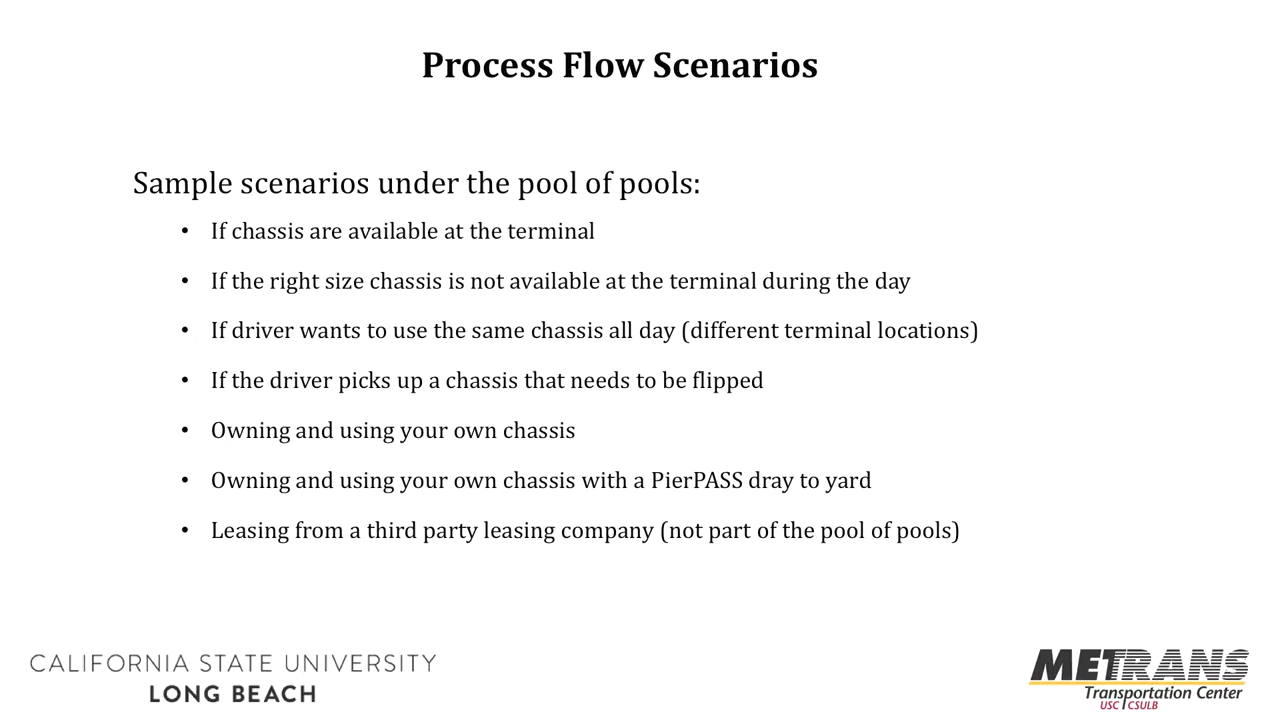 Process Flow Scenarios
Sample scenarios under the pool of pools:
• If chassis are available at the terminal
• If the right size chassis is not available at the terminal during the day
• If driver wants to use the same chassis all day (different terminal locations)
• If the driver picks up a chassis that needs to be flipped
• Owning and using your own chassis
• Owning and using your own chassis with a PierPASS dray to yard
• Leasing from a third party leasing company (not part of the pool of pools)
CALIFORNIA STATE UNIVERSITY
LONG BEACH
METRANS
Transportation Center
USC CSULB